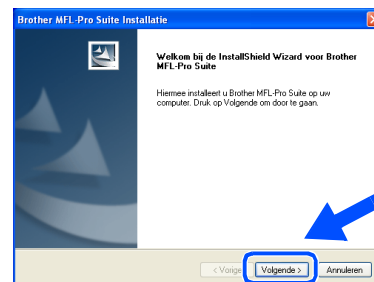 Brother MFL-Pro Suite Installatie
Welkom bij de InstallShield Wizard voor Brother
MFL-Pro Suite
Hiermee installeert u Brother MFL-Pro Suite op uw
computer. Druk op Volgende om door te gaan.
< Vorige
Volgende >
Annuleren